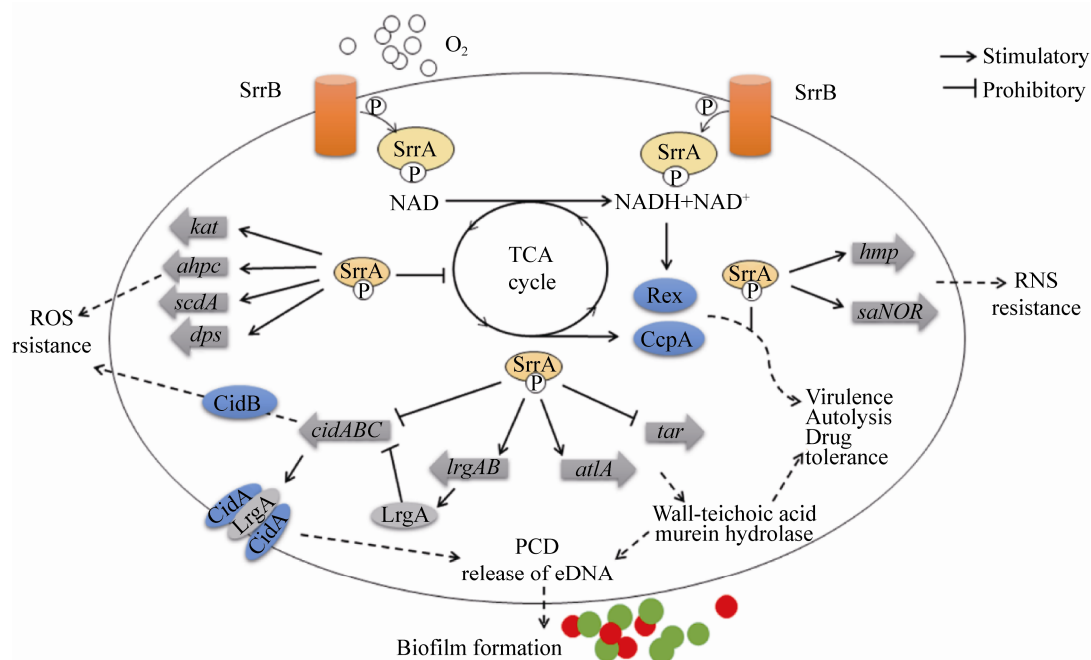 O₂
Stimulatory
Prohibitory
SrrB
P
SrrA
P
SrrB
P
SrrA
P
NAD
NADH+NAD⁺
kat
ahpc
scdA
dps
SrrA
P
TCA
cycle
Rex
CcpA
SrrA
P
hmp
saNOR
RNS
resistance
ROS
rsistance
CidB
SrrA
P
cidABC
lrgAB
atlA
tar
Virulence
Autolysis
Drug
tolerance
CidA
LrgA
CidA
LrgA
Wall-teichoic acid
murein hydrolase
PCD
release of eDNA
Biofilm formation